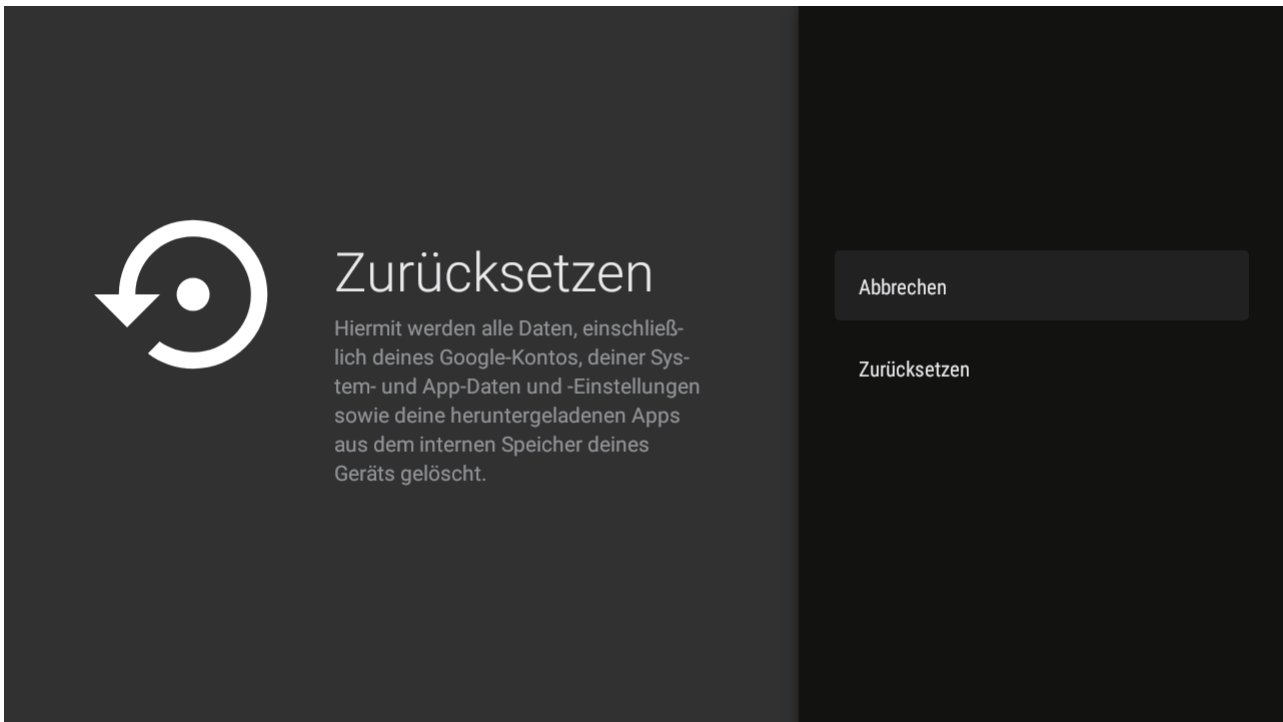 Zurücksetzen
Hiermit werden alle Daten, einschließ-
lich deines Google-Kontos, deiner Sys-
tem- und App-Daten und -Einstellungen
sowie deine heruntergeladenen Apps
aus dem internen Speicher deines
Geräts gelöscht.
Abbrechen
Zurücksetzen